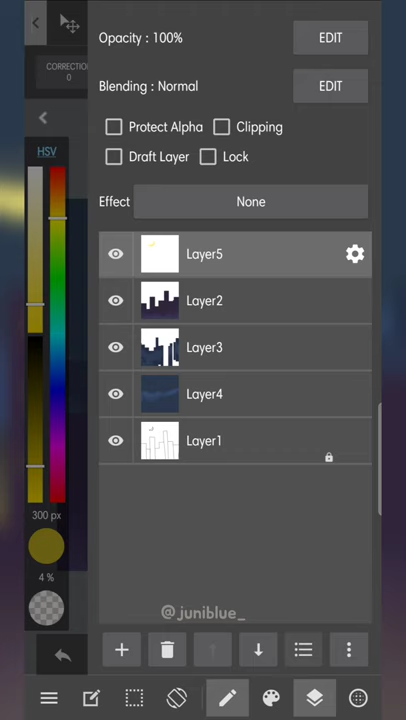 Opacity : 100%
EDIT
Blending : Normal
EDIT
CORRECTIO
0
Protect Alpha
Clipping
Draft Layer
Lock
HSV
Effect
None
Layer5
Layer2
Layer3
Layer4
Layer1
300 px
4 %
@juniblue_